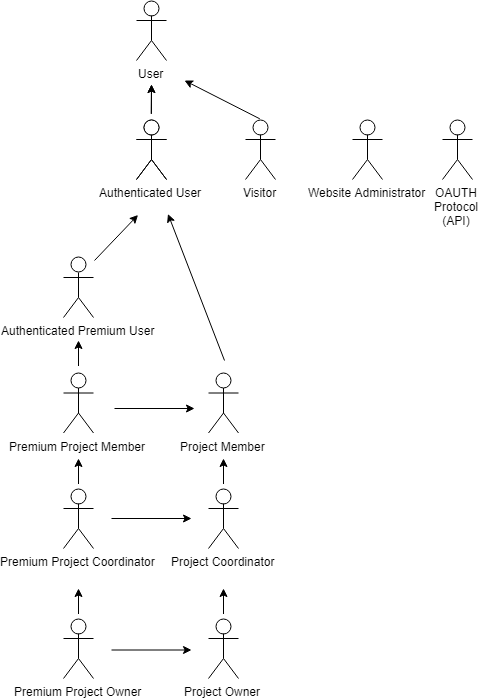 User
Authenticated User
Visitor
Website Administrator
OAUTH
Protocol
(API)
Authenticated Premium User
Premium Project Member
Project Member
Premium Project Coordinator
Project Coordinator
Premium Project Owner
Project Owner